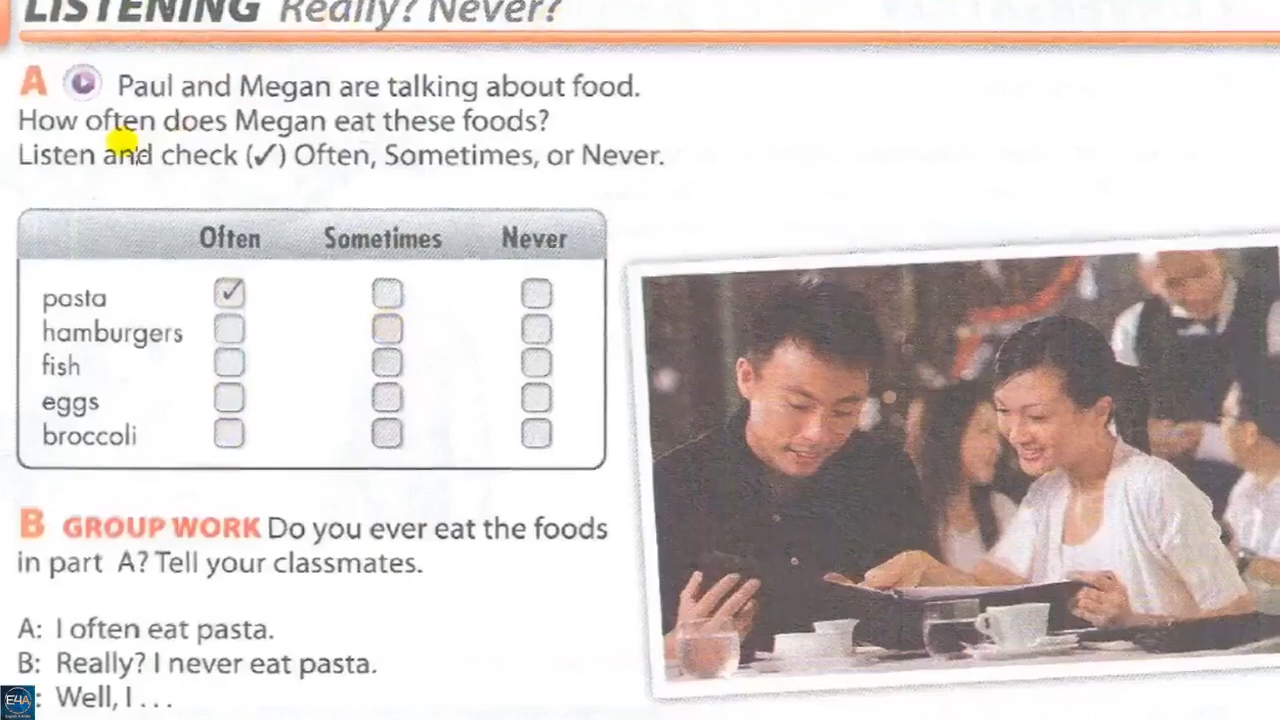 LISTENING Really? Never?
A Paul and Megan are talking about food.
How often does Megan eat these foods?
Listen and check (✓) Often, Sometimes, or Never.
Often Sometimes Never
pasta ✓
hamburgers
fish
eggs
broccoli
B GROUP WORK Do you ever eat the foods
in part A? Tell your classmates.
A: I often eat pasta.
B: Really? I never eat pasta.
: Well, I . . .
E4A